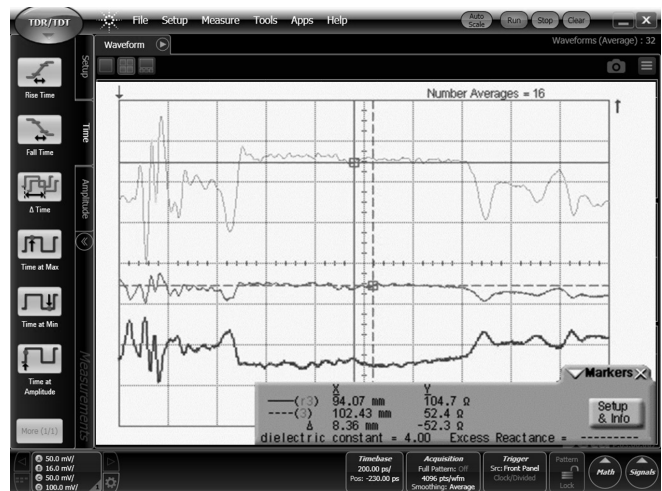 TDR/TDT
File Setup Measure Tools Apps Help
Auto Scale Run Stop Clear
Waveform
Waveforms (Average) : 32
Setup
Time
Amplitude
Measurements
Rise Time
Fall Time
Δ Time
Time at Max
Time at Min
Time at
Amplitude
More (1/1)
Number Averages = 16
Markers
X Y
(r3) 94.07 mm 104.7 Ω
(3) 102.43 mm 52.4 Ω
Δ 8.36 mm -52.3 Ω
dielectric constant = 4.00 Excess Reactance = ---------
Setup
& Info
50.0 mV/
16.0 mV/
50.0 mV/
100.0 mV/
Timebase
200.00 ps/
Pos: -230.00 ps
Acquisition
Full Pattern: Off
4096 pts/wfm
Smoothing: Average
Trigger
Src: Front Panel
Clock/Divided
Pattern
Lock
Math
Signals